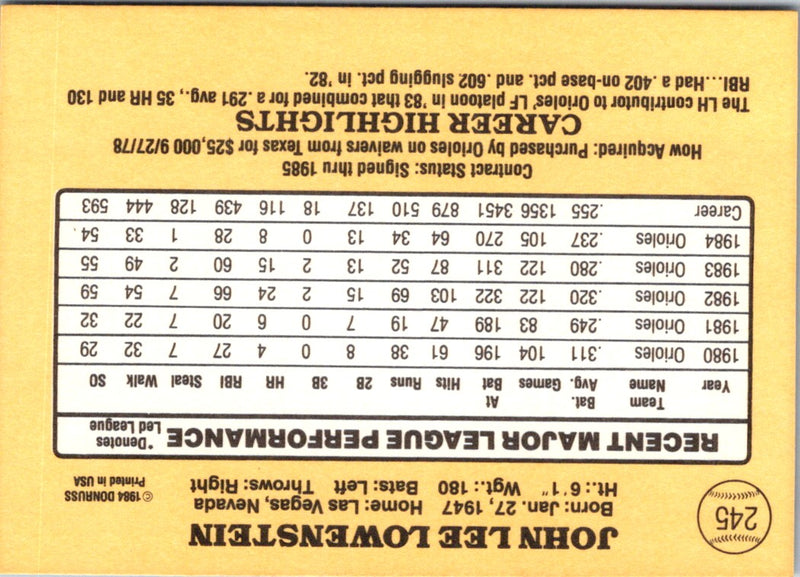 245
JOHN LEE LOWENSTEIN
Born: Jan. 27, 1947 Home: Las Vegas, Nevada
Ht.: 6'1" Wgt.: 180 Bats: Left Throws: Right
© 1984 DONRUSS
Printed in USA
RECENT MAJOR LEAGUE PERFORMANCE *Denotes Led League
Year Team Name Bat. Avg. Games At Bat Hits Runs 2B 3B HR RBI Steal Walk SO
1980 Orioles .311 104 196 61 38 8 0 4 27 7 32 29
1981 Orioles .249 83 189 47 19 7 0 6 20 7 22 32
1982 Orioles .320 122 322 103 69 15 2 24 66 7 54 59
1983 Orioles .280 122 311 87 52 13 2 15 60 2 49 55
1984 Orioles .237 105 270 64 34 13 0 8 28 1 33 54
Career .255 1356 3451 879 510 137 18 116 439 128 444 593
Contract Status: Signed thru 1985
How Acquired: Purchased by Orioles on waivers from Texas for $25,000 9/27/78
CAREER HIGHLIGHTS
The LH contributor to Orioles' LF platoon in '83 that combined for a .291 avg., 35 HR and 130
RBI...Had a .402 on-base pct. and .602 slugging pct. in '82.